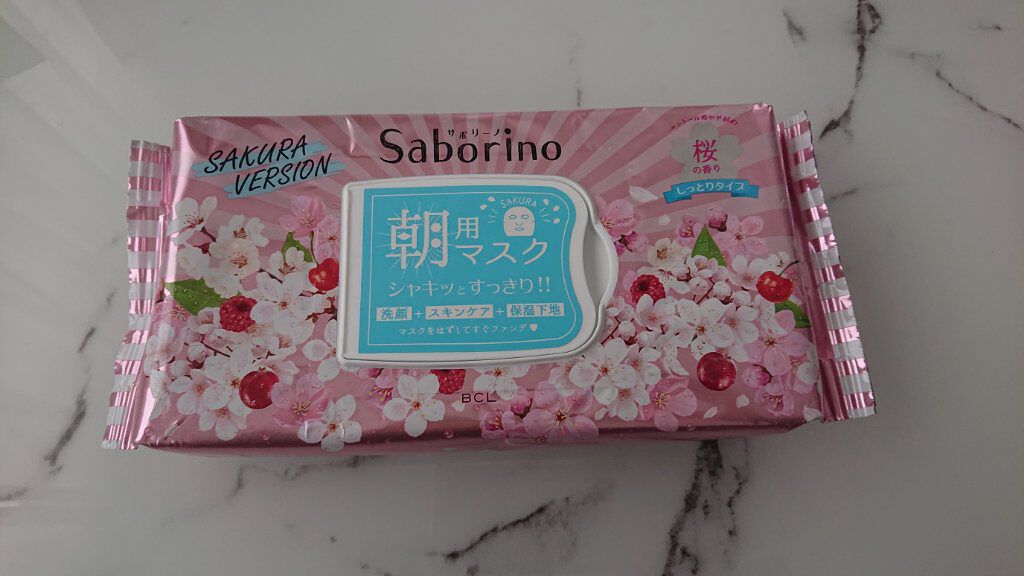 SAKURA
VERSION
サボリーノ
Saborino
桜
の香り
しっとりタイプ
SAKURA
朝用
マスク
シャキッとすっきり!!
洗顔+スキンケア+保湿下地
マスクをはずしてすぐファンデ♥
BCL